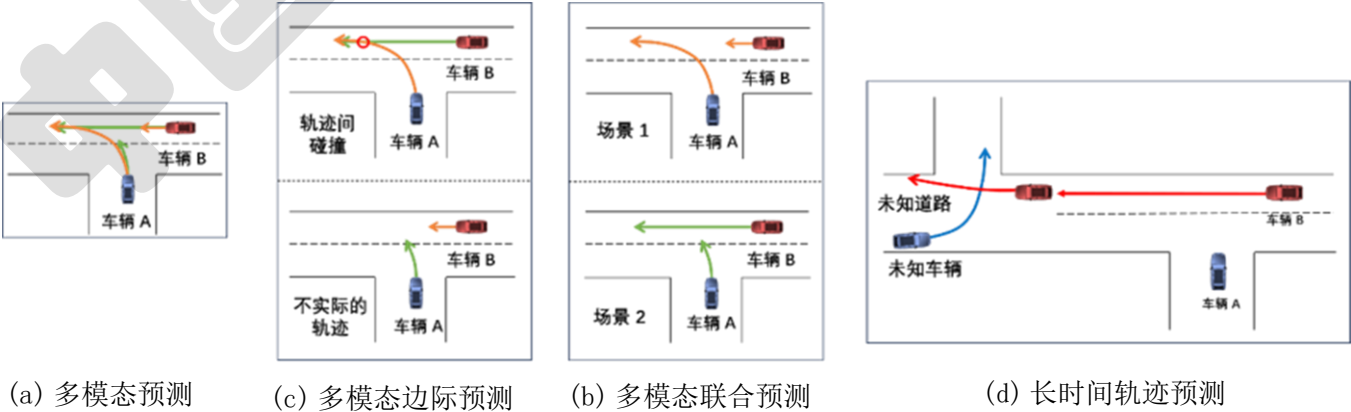 车辆 B
车辆 A
(a) 多模态预测
车辆 B
轨迹间
碰撞
车辆 A
车辆 B
不实际的
轨迹
车辆 A
(c) 多模态边际预测
车辆 B
场景 1
车辆 A
车辆 B
场景 2
车辆 A
(b) 多模态联合预测
未知道路
车辆 B
未知车辆
车辆 A
(d) 长时间轨迹预测